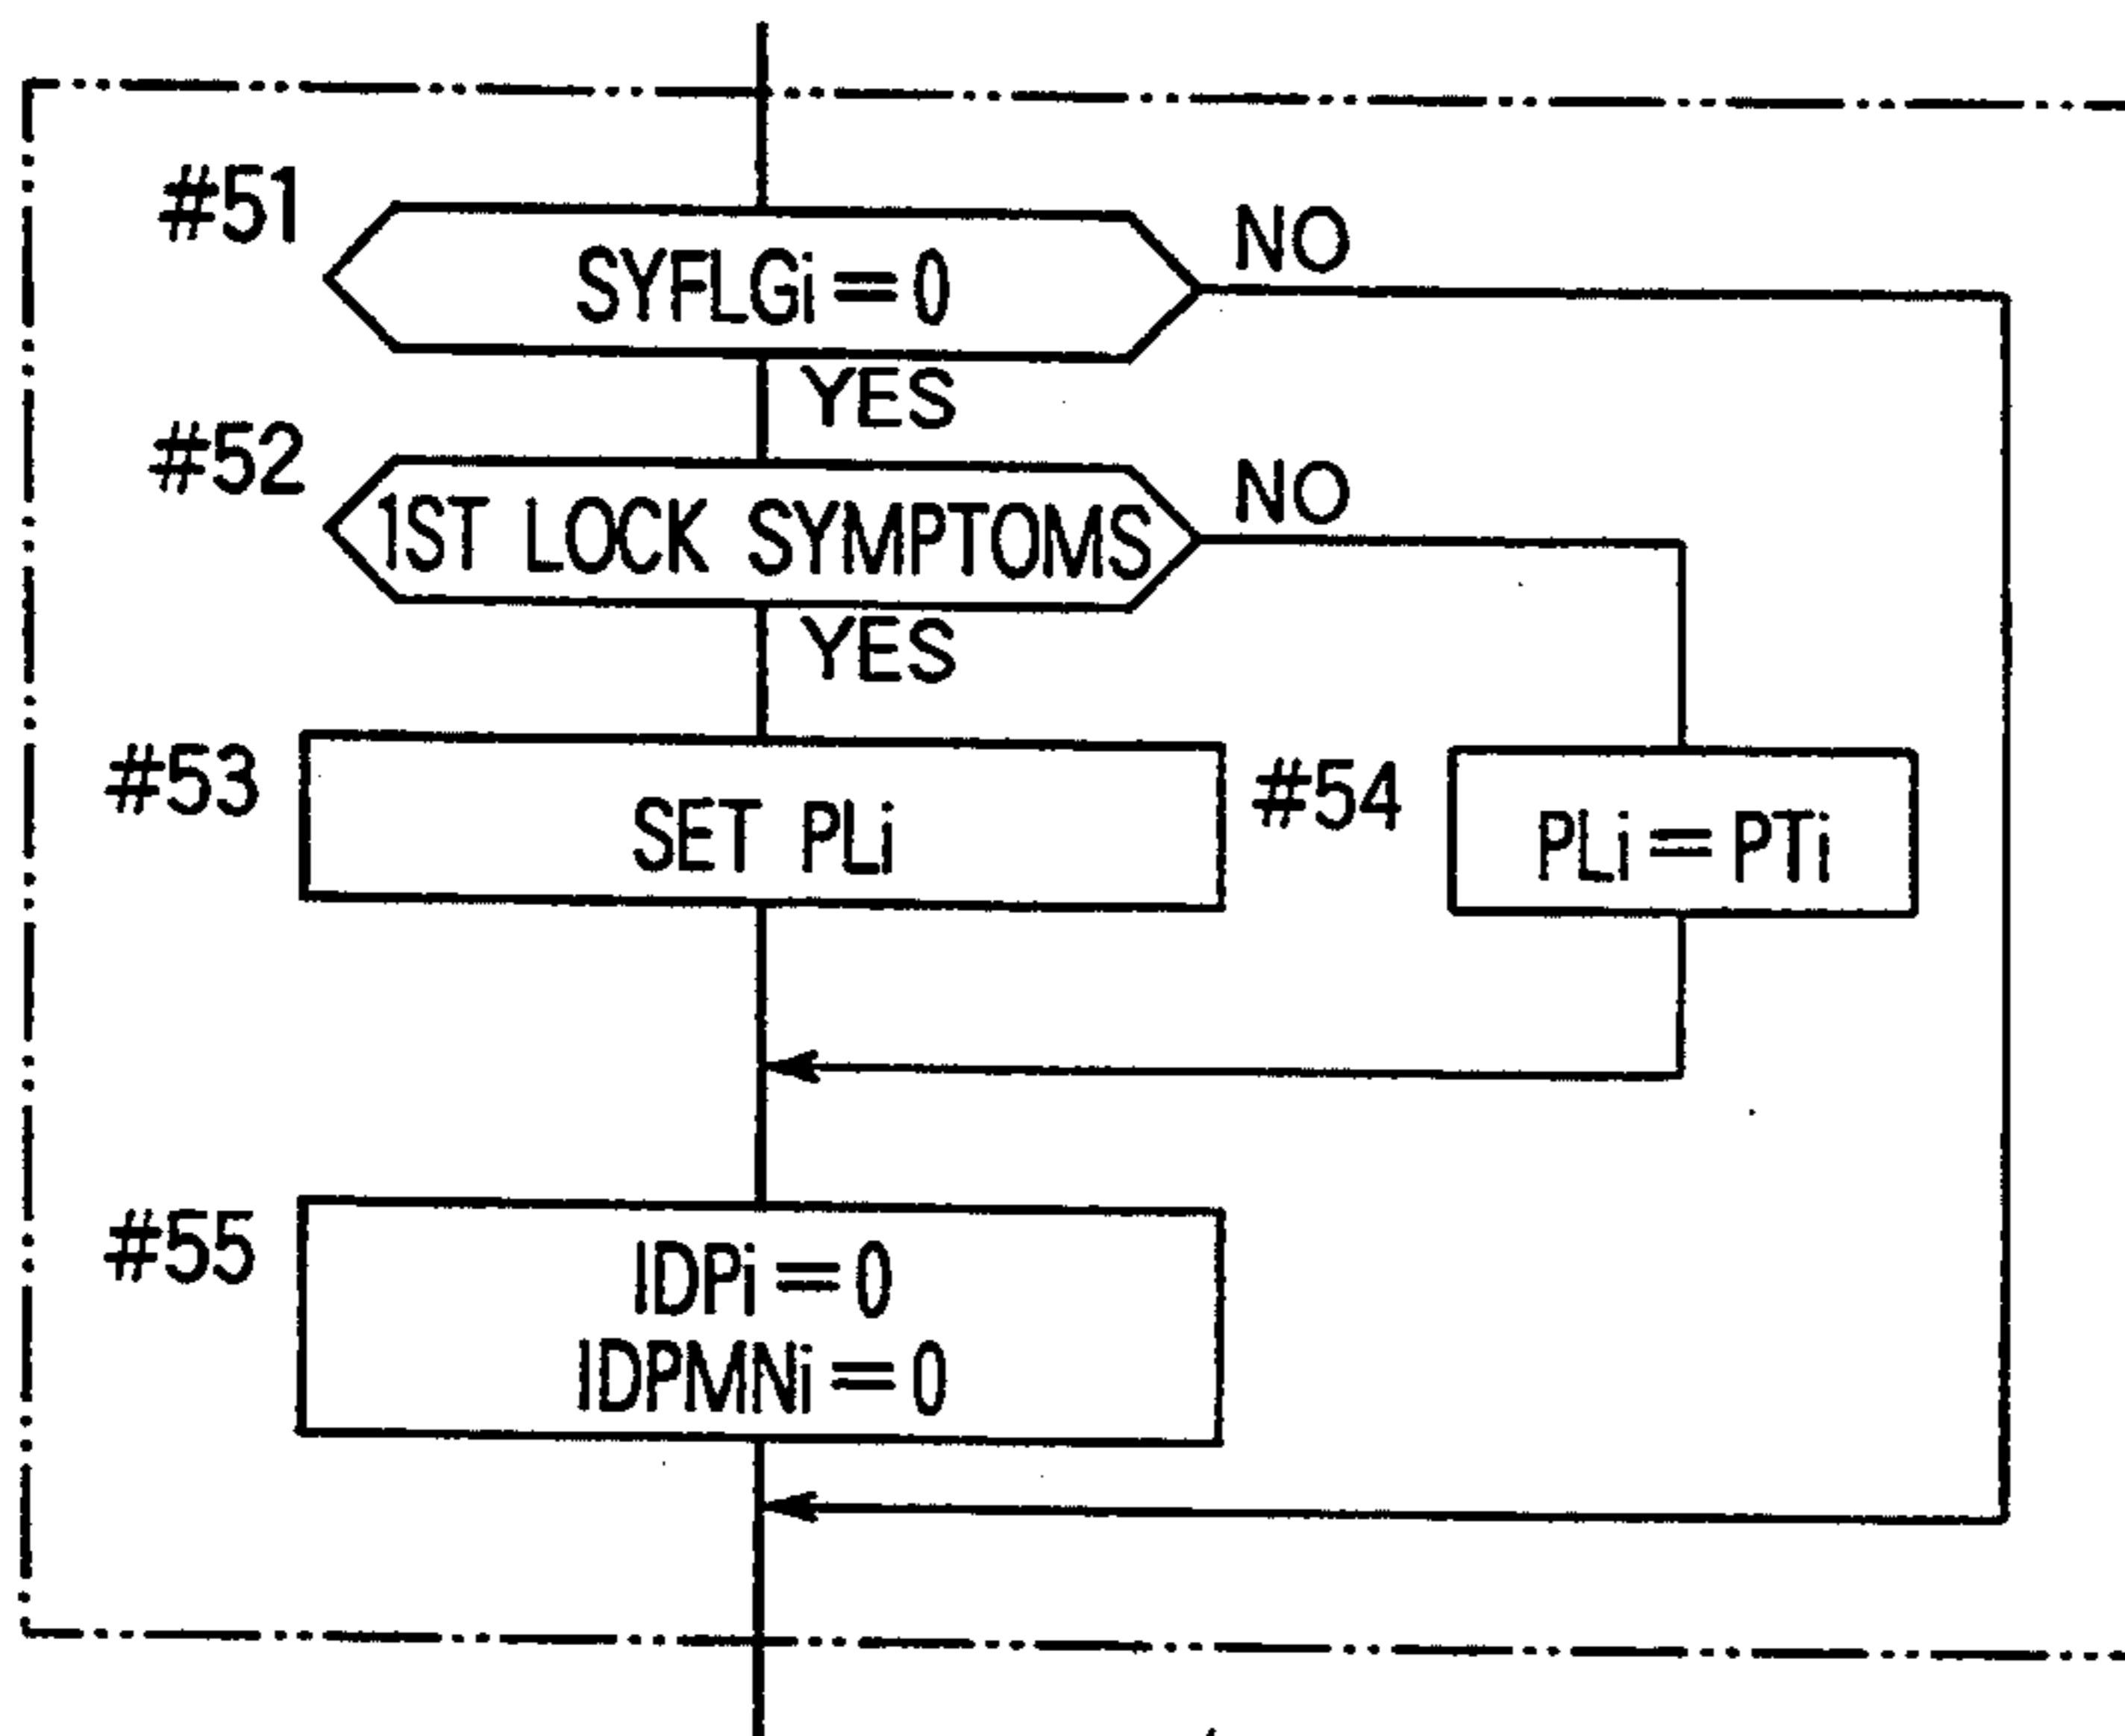 #51
SYFLGi=0
NO
YES
#52
1ST LOCK SYMPTOMS
NO
YES
#53
SET PLi
#54
PLi=PTi
#55
IDPi=0
IDPMNi=0